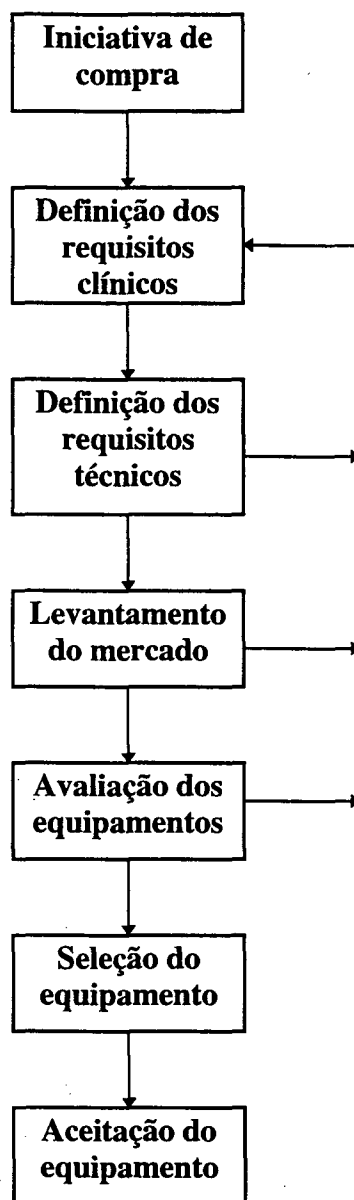 Iniciativa de
compra
Definição dos
requisitos
clínicos
Definição dos
requisitos
técnicos
Levantamento
do mercado
Avaliação dos
equipamentos
Seleção do
equipamento
Aceitação do
equipamento